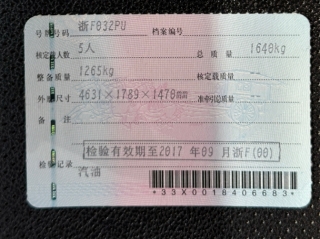 号牌号码 浙F832PU 档案编号
核定载人数 5人 总质量 1640kg
整备质量 1265kg 核定载质量 --
外廓尺寸 4631×1789×1470mm 准牵引总质量 --
备注
检验有效期至2017年09月浙F(00)
检验记录
汽油
*33X0018406683*